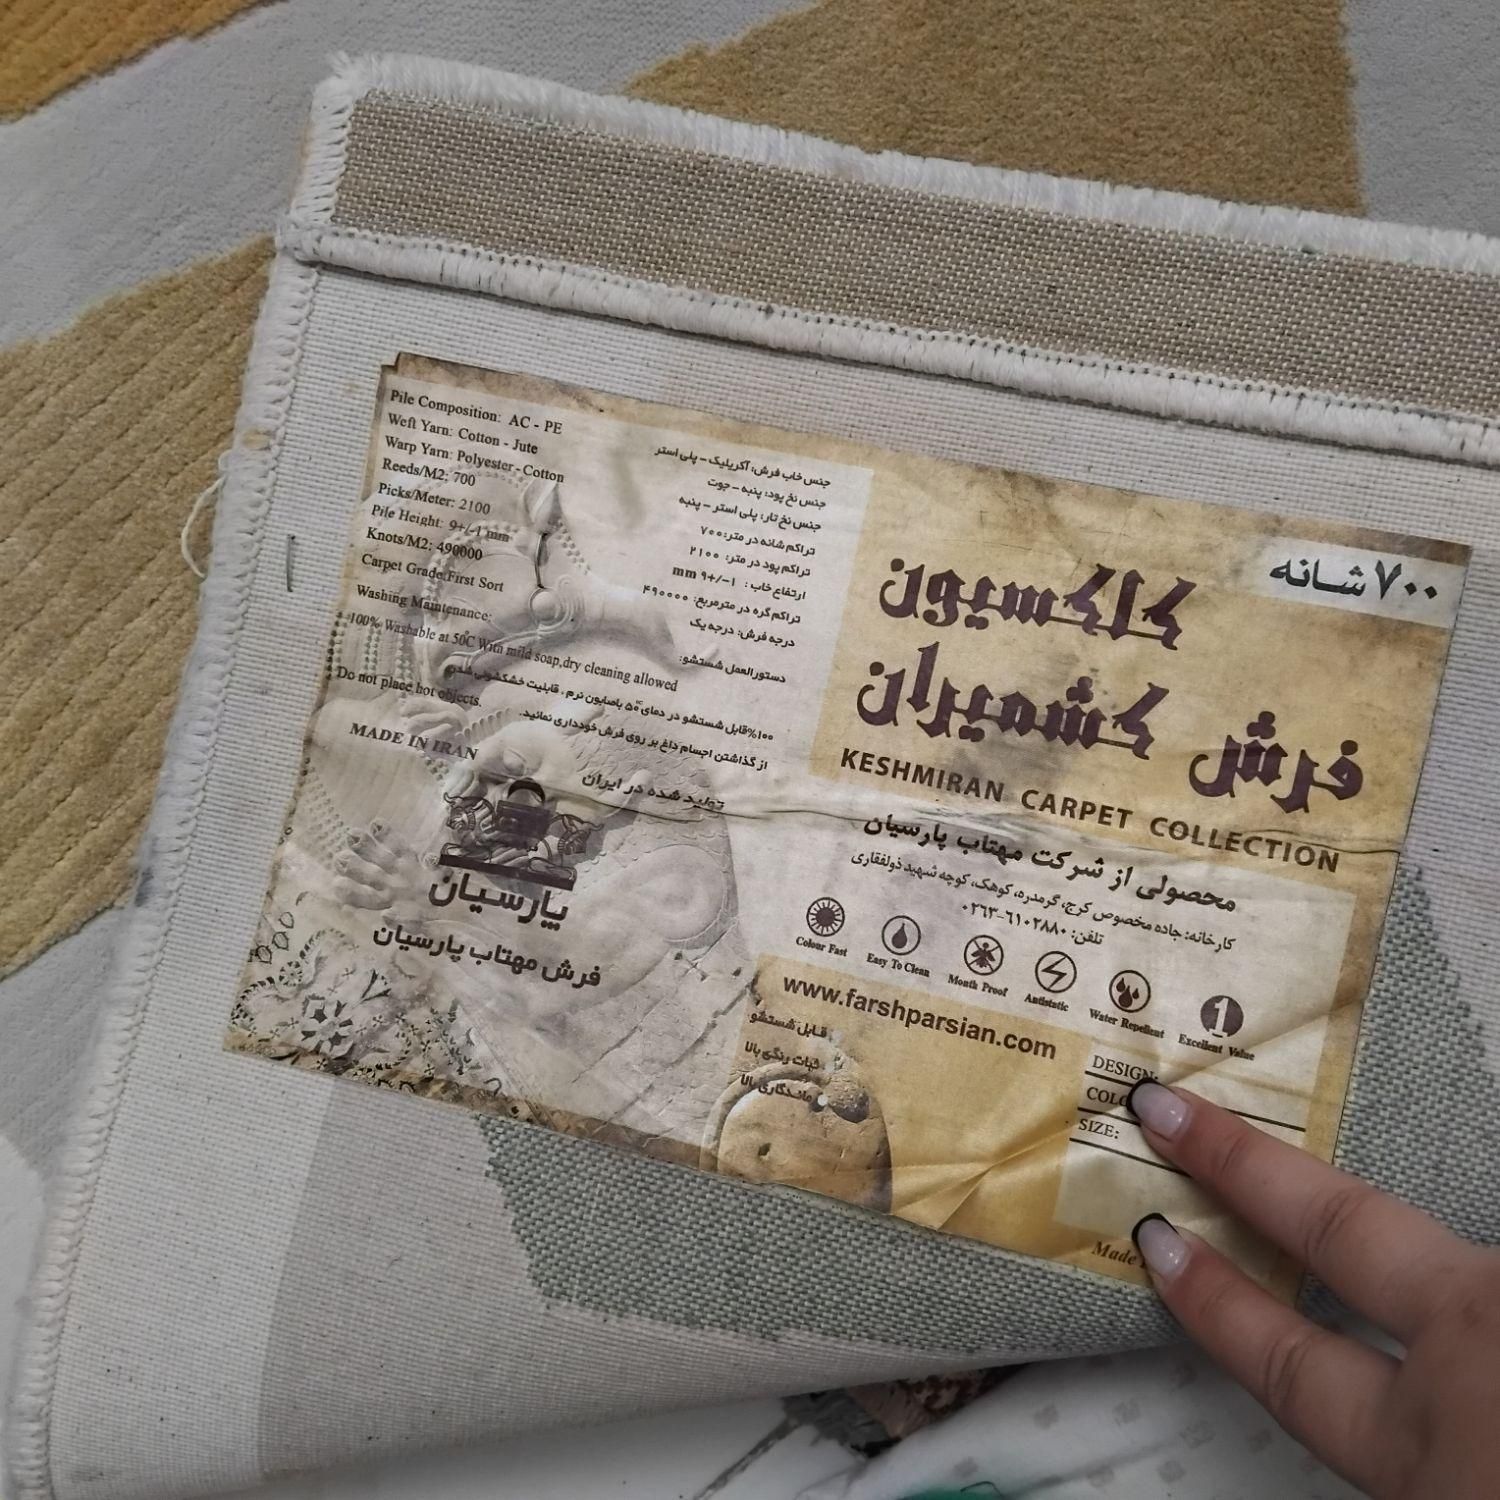 Pile Composition: AC - PE
Weft Yarn: Cotton - Jute
Warp Yarn: Polyester - Cotton
Reeds/M2: 700
Picks/Meter: 2100
Pile Height: 9+/-1 mm
Knots/M2: 490000
Carpet Grade:First Sort
Washing Maintenance:
100% Washable at 50°C With mild soap,dry cleaning allowed
Do not place hot objects.
MADE IN IRAN
جنس خاب فرش: آکریلیک - پلی استر
جنس نخ پود: پنبه - جوت
جنس نخ تار: پلی استر - پنبه
تراکم شانه در متر: ۷۰۰
تراکم پود در متر: ۲۱۰۰
ارتفاع خاب: ۹+/-۱ mm
تراکم گره در مترمربع: ۴۹۰۰۰۰
درجه فرش: درجه یک
دستورالعمل شستشو:
۱۰۰%قابل شستشو در دمای ۵۰° باصابون نرم، قابلیت خشکشوئی شدن
از گذاشتن اجسام داغ بر روی فرش خودداری نمائید.
تولید شده در ایران
پارسیان
فرش مهتاب پارسیان
۷۰۰ شانه
کلکسیون
فرش کشمیران
KESHMIRAN CARPET COLLECTION
محصولی از شرکت مهتاب پارسیان
کارخانه: جاده مخصوص کرج، گرمدره، کوهک، کوچه شهید ذولفقاری
تلفن: ۰۲۶۳-۶۱۰۲۸۸۰
Colour Fast
Easy To Clean
Month Proof
Antistatic
Water Repellent
1
Excellent Value
www.farshparsian.com
قابل شستشو
ثبات رنگی بالا
ماندگاری بالا
DESIGN:
SIZE:
Made